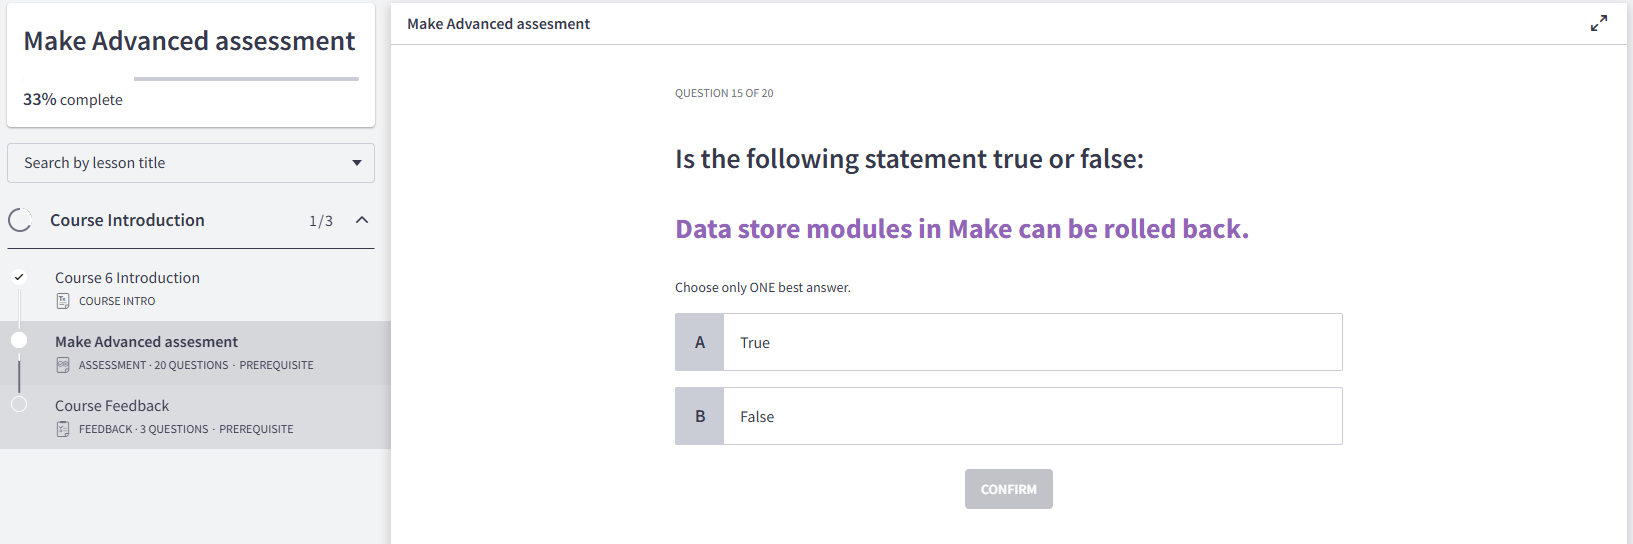 Make Advanced assessment
33% complete
Search by lesson title
Course Introduction 1/3
Course 6 Introduction
COURSE INTRO
Make Advanced assesment
ASSESSMENT · 20 QUESTIONS · PREREQUISITE
Course Feedback
FEEDBACK · 3 QUESTIONS · PREREQUISITE
Make Advanced assesment
QUESTION 15 OF 20
Is the following statement true or false:
Data store modules in Make can be rolled back.
Choose only ONE best answer.
A True
B False
CONFIRM